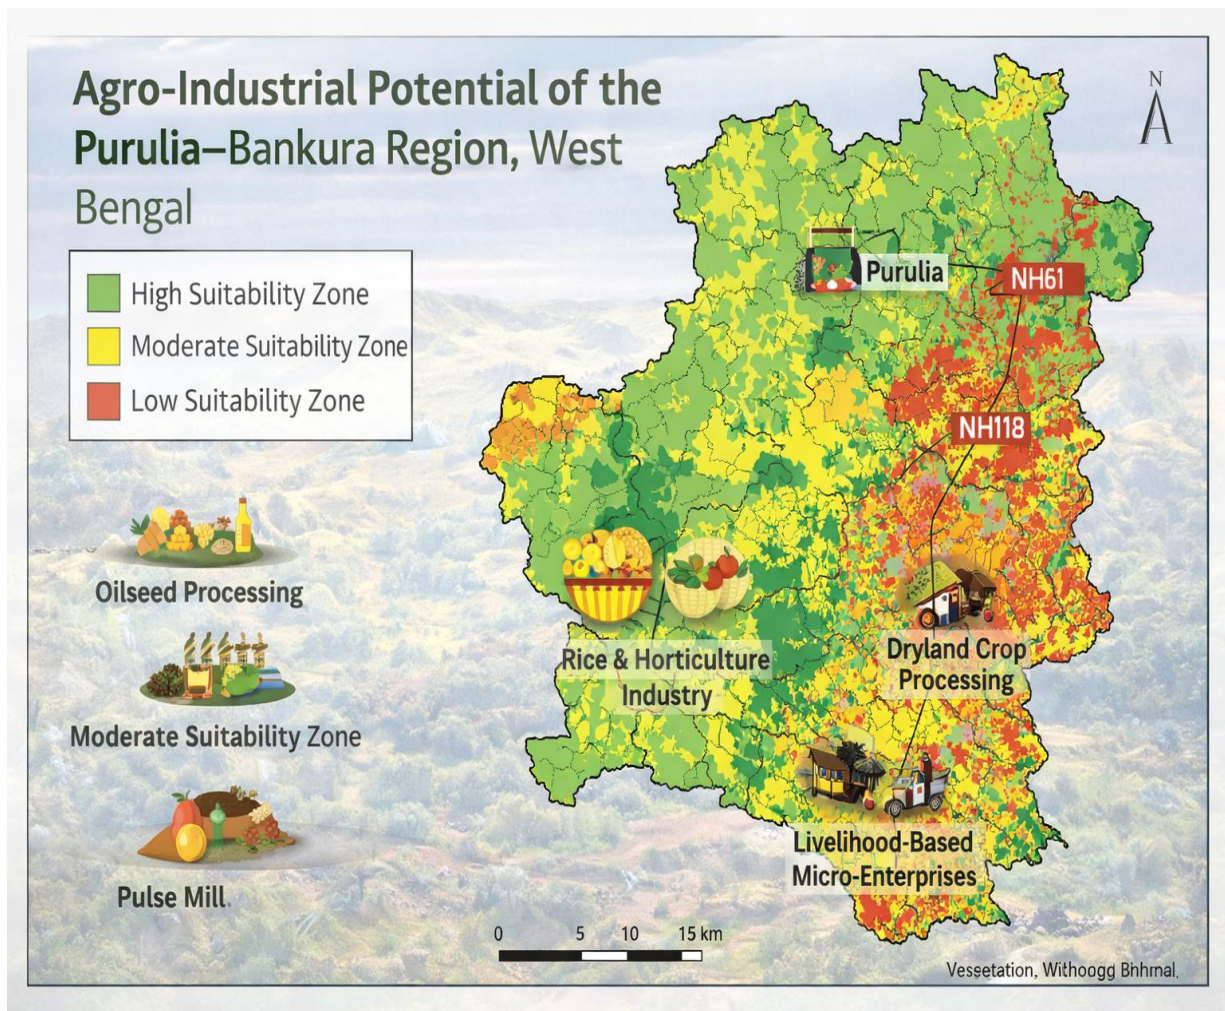 Agro-Industrial Potential of the
Purulia–Bankura Region, West
Bengal
N
High Suitability Zone
Moderate Suitability Zone
Low Suitability Zone
Purulia
NH61
NH118
Oilseed Processing
Moderate Suitability Zone
Pulse Mill.
Rice & Horticulture
Industry
Dryland Crop
Processing
Livelihood-Based
Micro-Enterprises
0 5 10 15 km
Vessetation, Withoogg Bhhrnal.